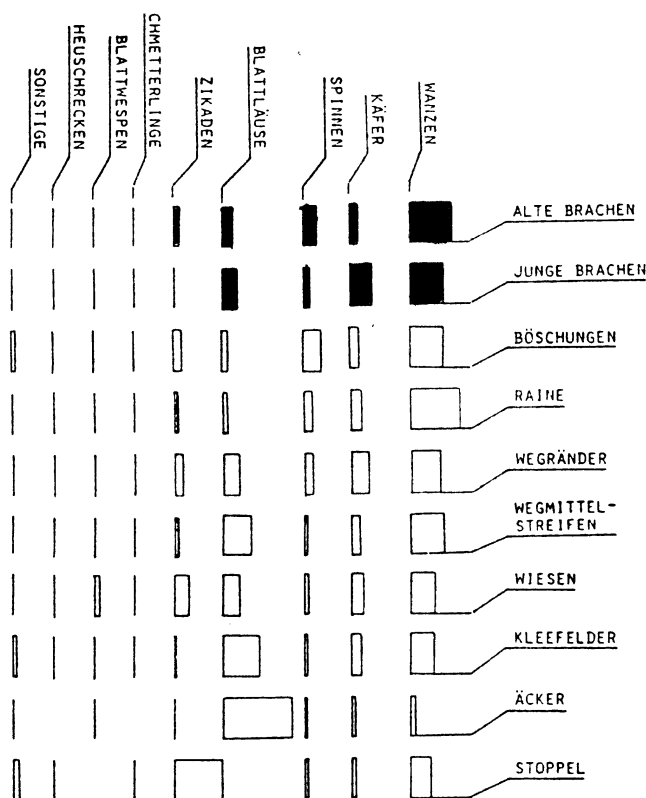 SONSTIGE
HEUSCHRECKEN
BLATTWESPEN
CHMETTERLINGE
ZIKADEN
BLATTLÄUSE
SPINNEN
KÄFER
WANZEN
ALTE BRACHEN
JUNGE BRACHEN
BÖSCHUNGEN
RAINE
WEGRÄNDER
WEGMITTEL-
STREIFEN
WIESEN
KLEEFELDER
ÄCKER
STOPPEL